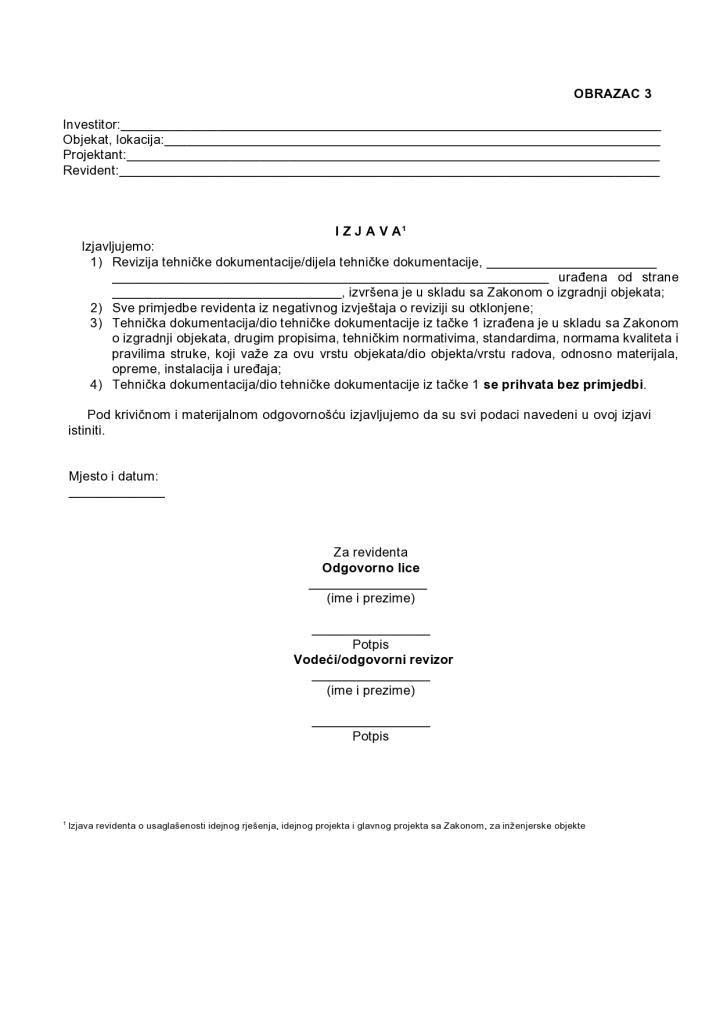 OBRAZAC 3
Investitor:
Objekat, lokacija:
Projektant:
Revident:
I Z J A V A¹
Izjavljujemo:
1) Revizija tehničke dokumentacije/dijela tehničke dokumentacije,
urađena od strane
, izvršena je u skladu sa Zakonom o izgradnji objekata;
2) Sve primjedbe revidenta iz negativnog izvještaja o reviziji su otklonjene;
3) Tehnička dokumentacija/dio tehničke dokumentacije iz tačke 1 izrađena je u skladu sa Zakonom
o izgradnji objekata, drugim propisima, tehničkim normativima, standardima, normama kvaliteta i
pravilima struke, koji važe za ovu vrstu objekata/dio objekta/vrstu radova, odnosno materijala,
opreme, instalacija i uređaja;
4) Tehnička dokumentacija/dio tehničke dokumentacije iz tačke 1 se prihvata bez primjedbi.
Pod krivičnom i materijalnom odgovornošću izjavljujemo da su svi podaci navedeni u ovoj izjavi
istiniti.
Mjesto i datum:
Za revidenta
Odgovorno lice
(ime i prezime)
Potpis
Vodeći/odgovorni revizor
(ime i prezime)
Potpis
¹ Izjava revidenta o usaglašenosti idejnog rješenja, idejnog projekta i glavnog projekta sa Zakonom, za inženjerske objekte